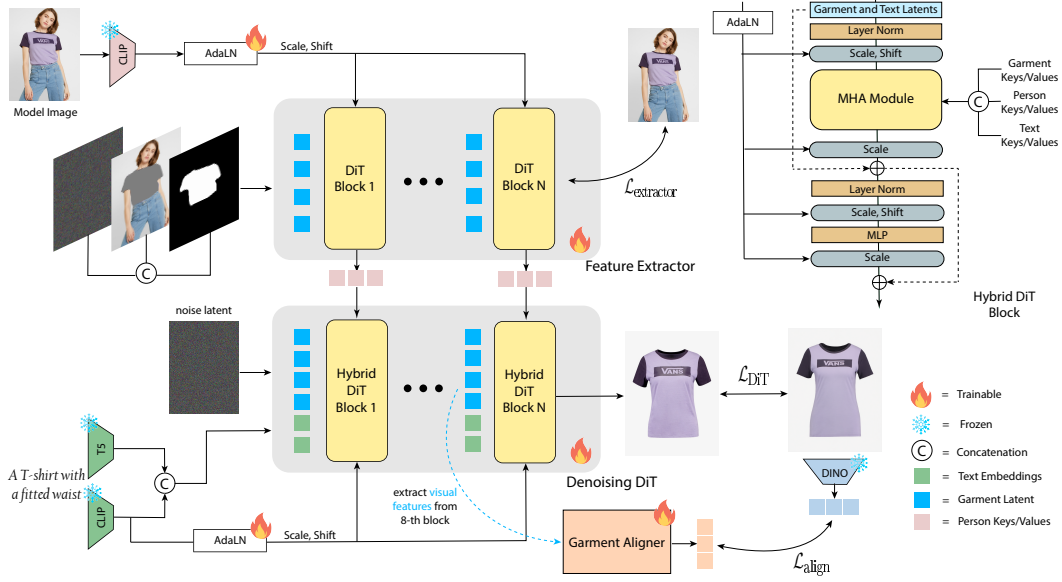 Model Image
CLIP
AdaLN
Scale, Shift
DiT
Block 1
DiT
Block N
ℒextractor
Feature Extractor
C
noise latent
Hybrid
DiT
Block 1
Hybrid
DiT
Block N
Denoising DiT
VANS
ℒDiT
T5
A T-shirt with
a fitted waist
CLIP
C
AdaLN
Scale, Shift
extract visual
features from
8-th block
Garment Aligner
DINO
ℒalign
AdaLN
Garment and Text Latents
Layer Norm
Scale, Shift
MHA Module
Garment
Keys/Values
Person
Keys/Values
Text
Keys/Values
C
Scale
Layer Norm
Scale, Shift
MLP
Scale
Hybrid DiT
Block
= Trainable
= Frozen
C = Concatenation
= Text Embeddings
= Garment Latent
= Person Keys/Values